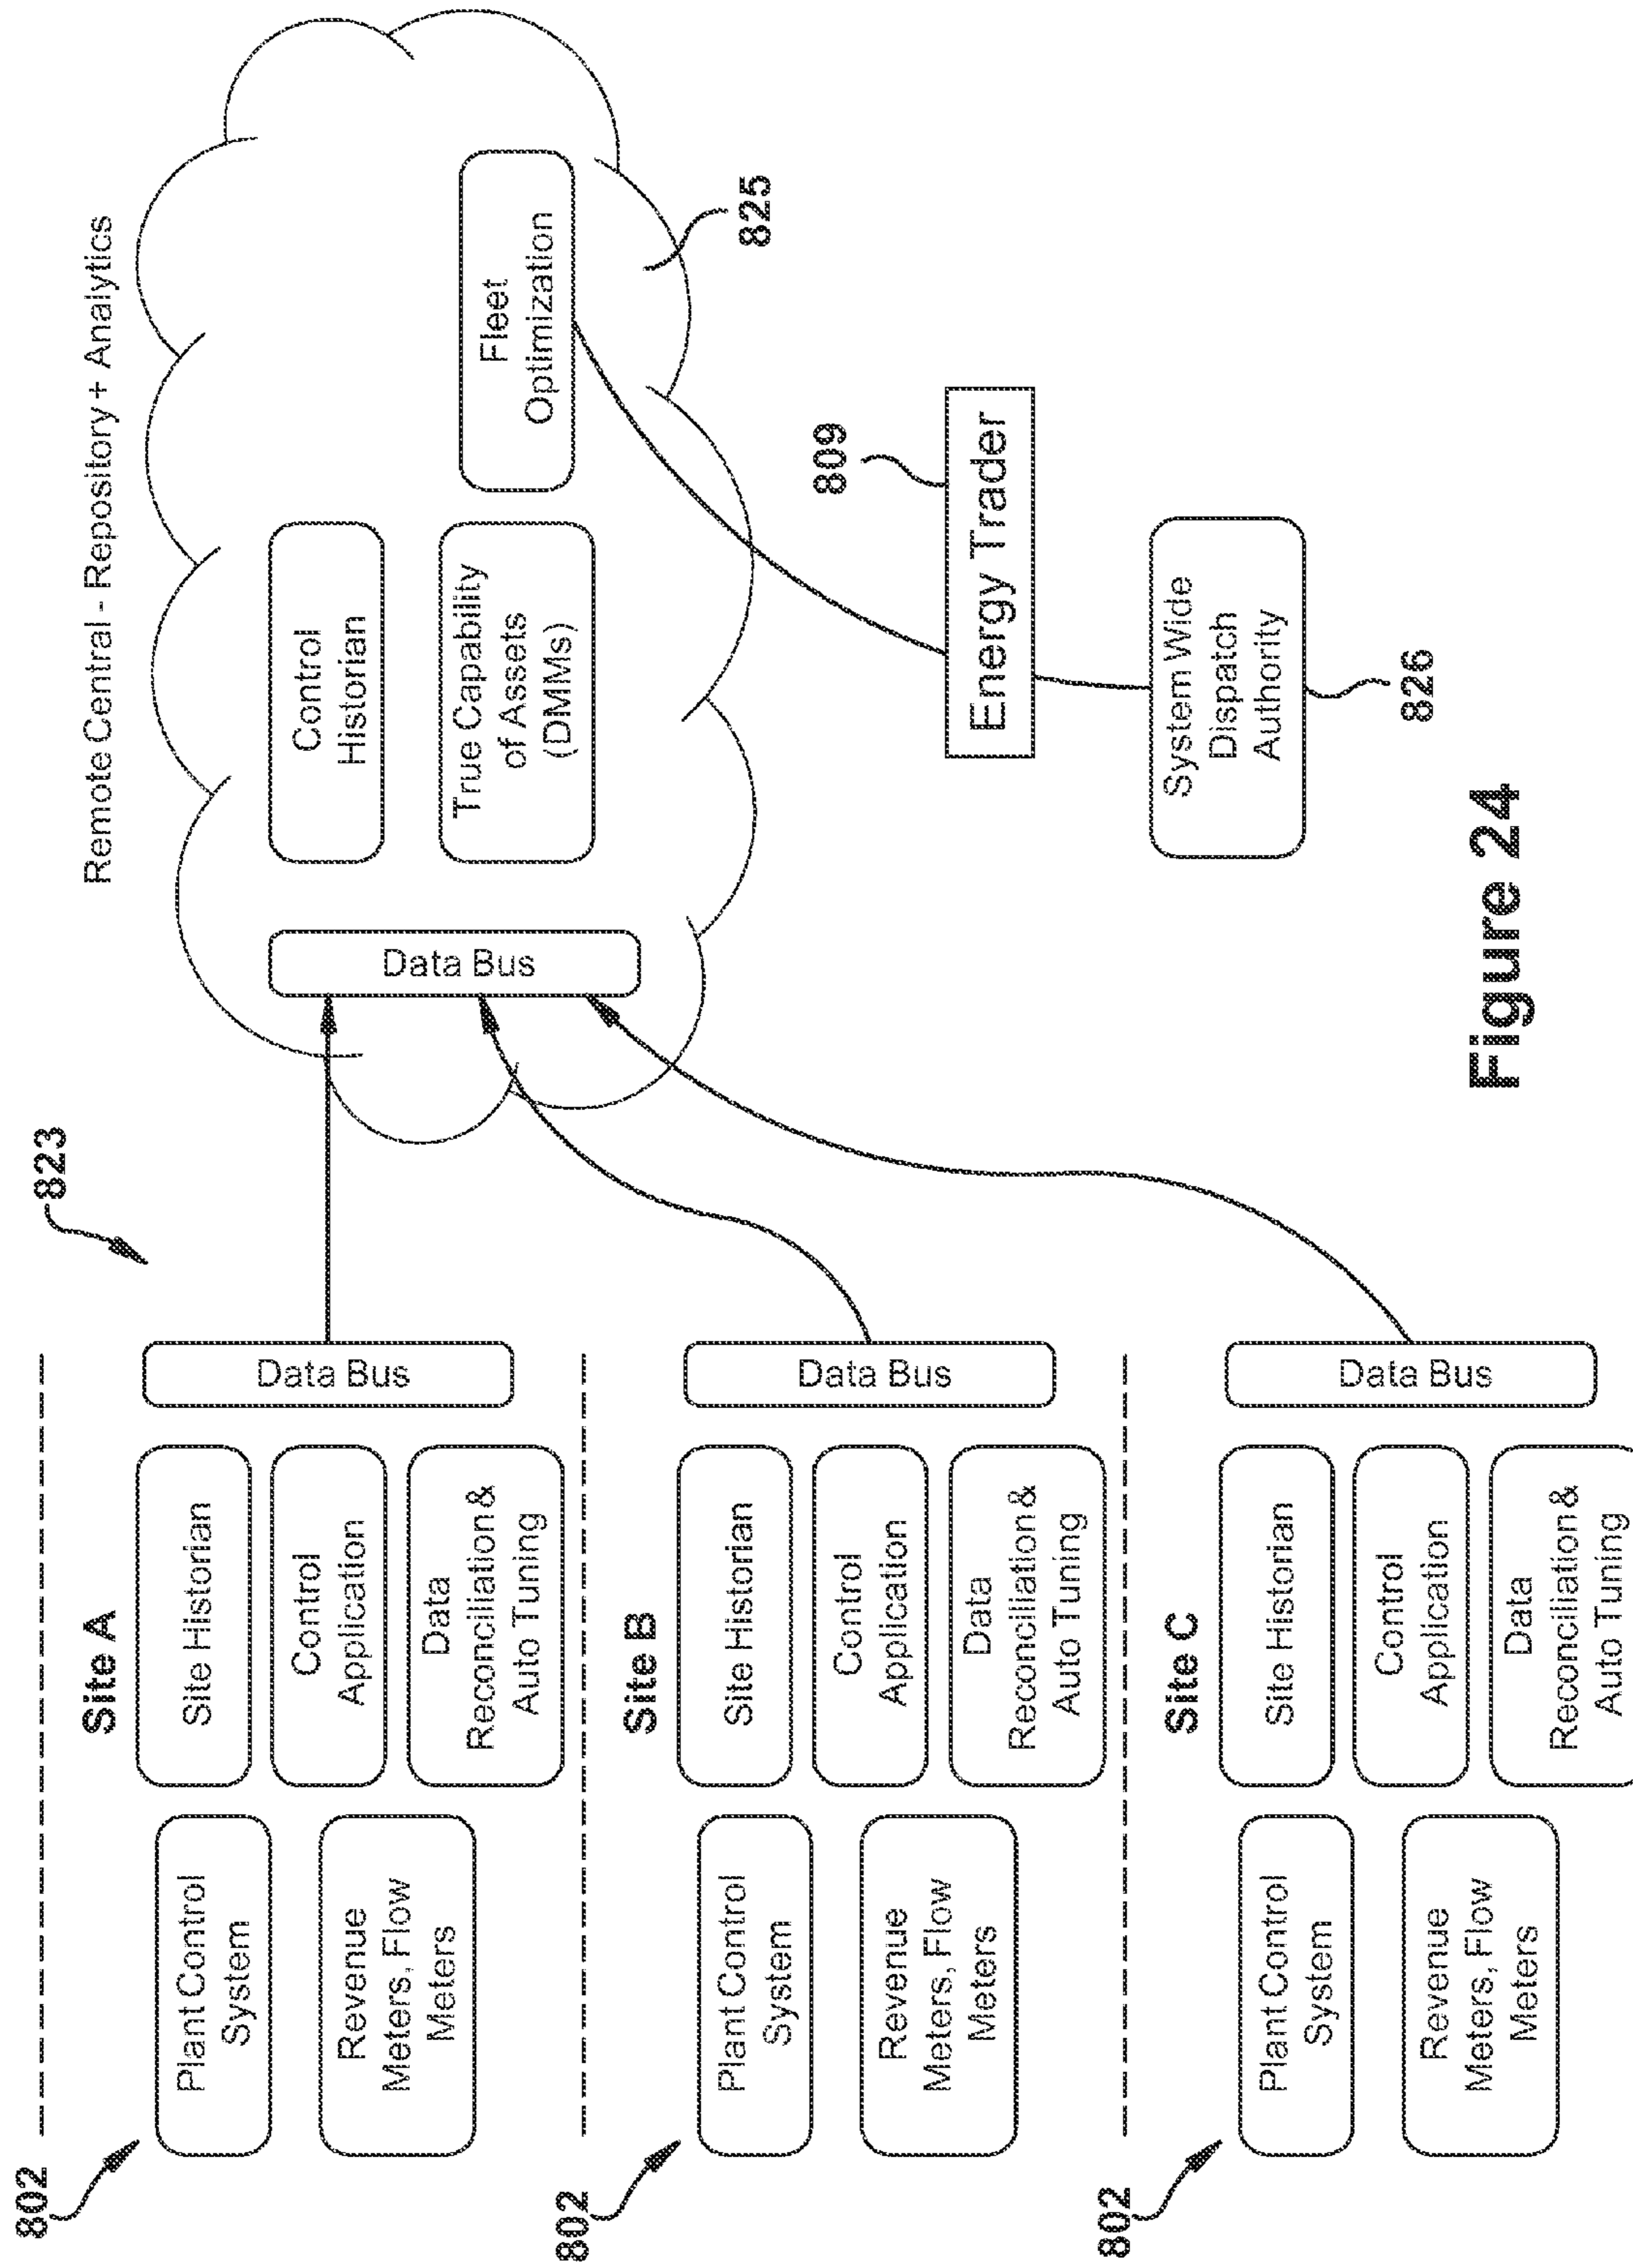 Remote Central - Repository + Analytics
823
802
Site A
Plant Control
System
Revenue
Meters, Flow
Meters
Site Historian
Control
Application
Data
Reconciliation &
Auto Tuning
Data Bus
802
Site B
Plant Control
System
Revenue
Meters, Flow
Meters
Site Historian
Control
Application
Data
Reconciliation &
Auto Tuning
Data Bus
802
Site C
Plant Control
System
Revenue
Meters, Flow
Meters
Site Historian
Control
Application
Data
Reconciliation &
Auto Tuning
Data Bus
Data Bus
Control
Historian
True Capability
of Assets
(DMMs)
Fleet
Optimization
825
809
Energy Trader
System Wide
Dispatch
Authority
826
Figure 24